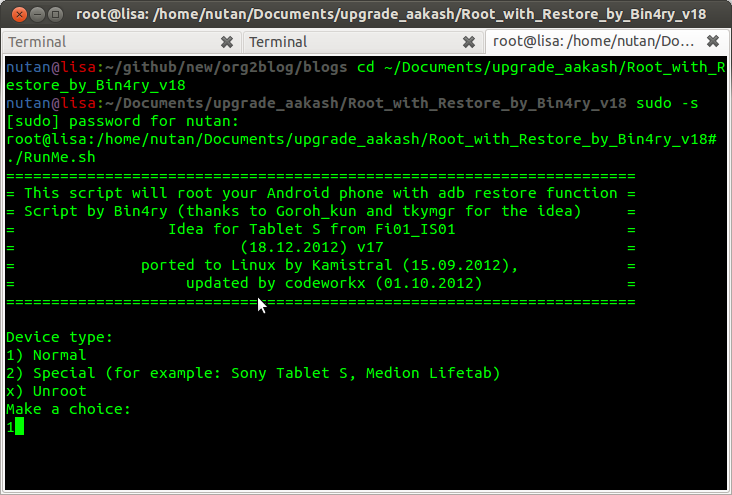 root@lisa: /home/nutan/Documents/upgrade_aakash/Root_with_Restore_by_Bin4ry_v18
Terminal
Terminal
root@lisa: /home/nutan/Do...
nutan@lisa:~/github/new/org2blog/blogs cd ~/Documents/upgrade_aakash/Root_with_R
estore_by_Bin4ry_v18
nutan@lisa:~/Documents/upgrade_aakash/Root_with_Restore_by_Bin4ry_v18 sudo -s
[sudo] password for nutan:
root@lisa:/home/nutan/Documents/upgrade_aakash/Root_with_Restore_by_Bin4ry_v18#
./RunMe.sh
======================================================================
= This script will root your Android phone with adb restore function =
= Script by Bin4ry (thanks to Goroh_kun and tkymgr for the idea)     =
=                 Idea for Tablet S from Fi01_IS01                   =
=                         (18.12.2012) v17                           =
=              ported to Linux by Kamistral (15.09.2012),            =
=                   updated by codeworkx (01.10.2012)                =
======================================================================
Device type:
1) Normal
2) Special (for example: Sony Tablet S, Medion Lifetab)
x) Unroot
Make a choice:
1